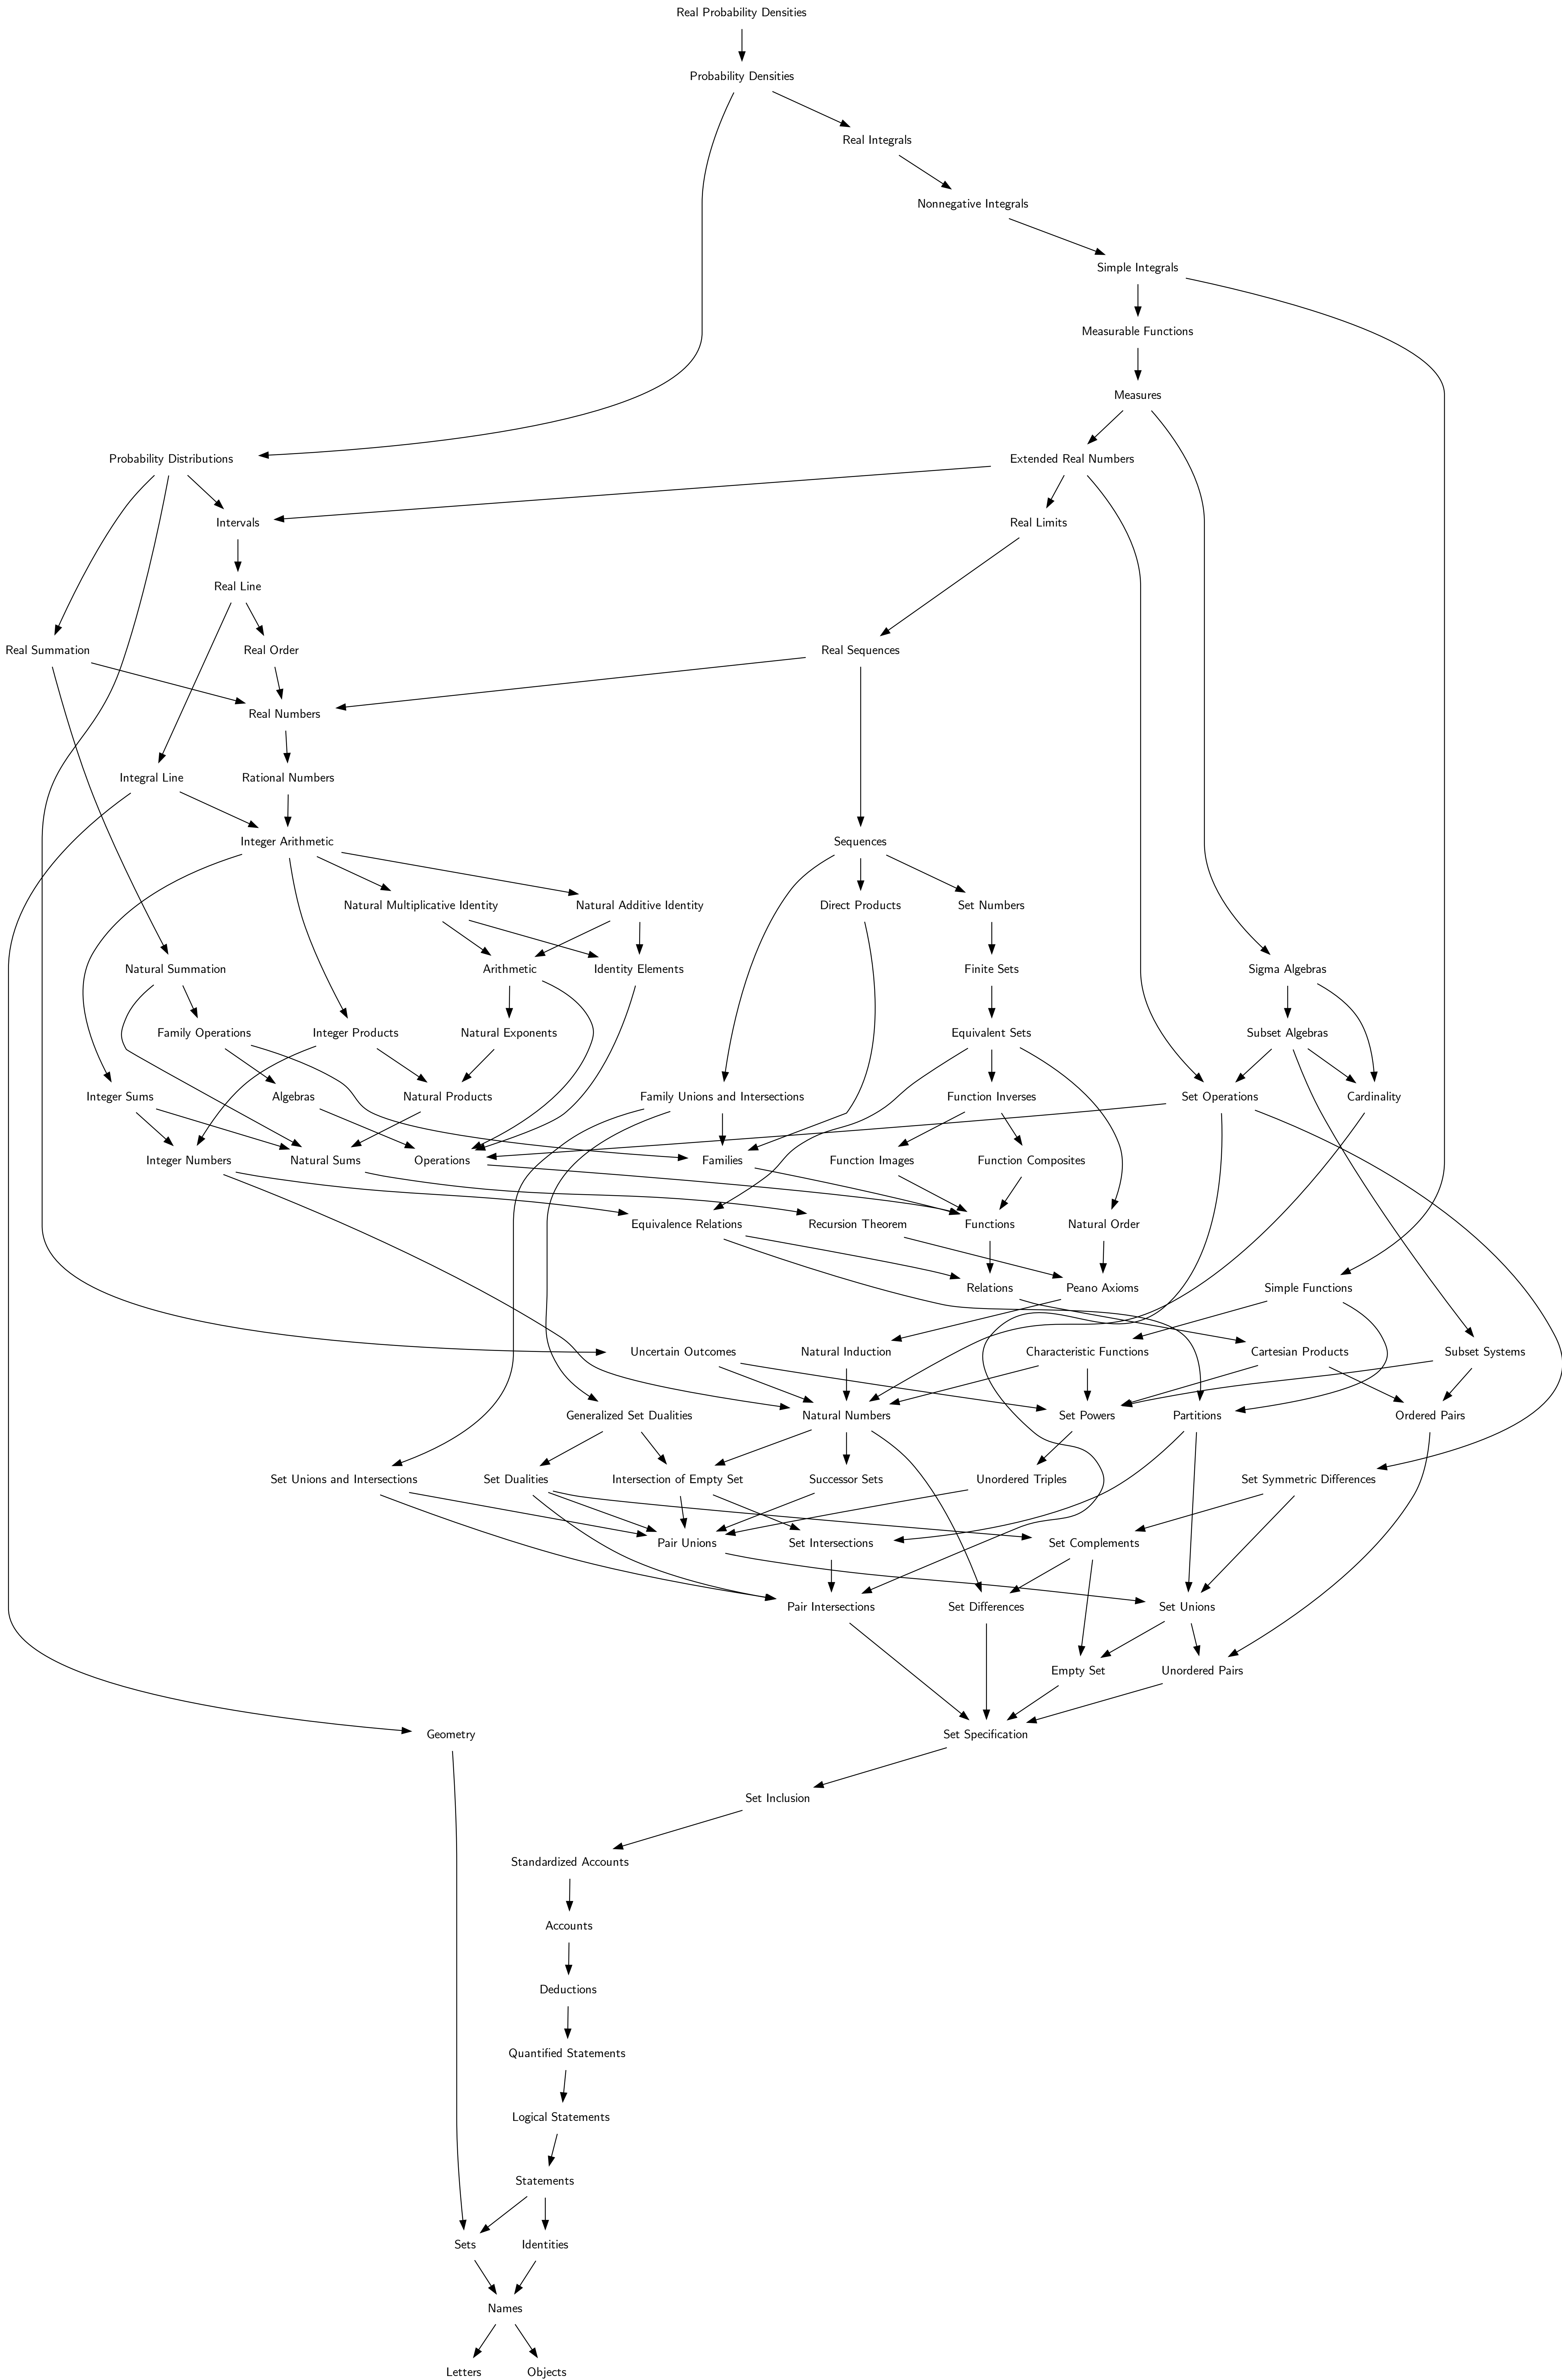 Real Probability Densities
Probability Densities
Real Integrals
Nonnegative Integrals
Simple Integrals
Measurable Functions
Measures
Probability Distributions
Extended Real Numbers
Intervals
Real Limits
Real Line
Real Summation
Real Order
Real Sequences
Real Numbers
Integral Line
Rational Numbers
Integer Arithmetic
Sequences
Natural Multiplicative Identity
Natural Additive Identity
Direct Products
Set Numbers
Natural Summation
Arithmetic
Identity Elements
Finite Sets
Sigma Algebras
Family Operations
Integer Products
Natural Exponents
Equivalent Sets
Subset Algebras
Integer Sums
Algebras
Natural Products
Family Unions and Intersections
Function Inverses
Set Operations
Cardinality
Integer Numbers
Natural Sums
Operations
Families
Function Images
Function Composites
Equivalence Relations
Recursion Theorem
Functions
Natural Order
Relations
Peano Axioms
Simple Functions
Uncertain Outcomes
Natural Induction
Characteristic Functions
Cartesian Products
Subset Systems
Generalized Set Dualities
Natural Numbers
Set Powers
Partitions
Ordered Pairs
Set Unions and Intersections
Set Dualities
Intersection of Empty Set
Successor Sets
Unordered Triples
Set Symmetric Differences
Pair Unions
Set Intersections
Set Complements
Pair Intersections
Set Differences
Set Unions
Empty Set
Unordered Pairs
Geometry
Set Specification
Set Inclusion
Standardized Accounts
Accounts
Deductions
Quantified Statements
Logical Statements
Statements
Sets
Identities
Names
Letters
Objects